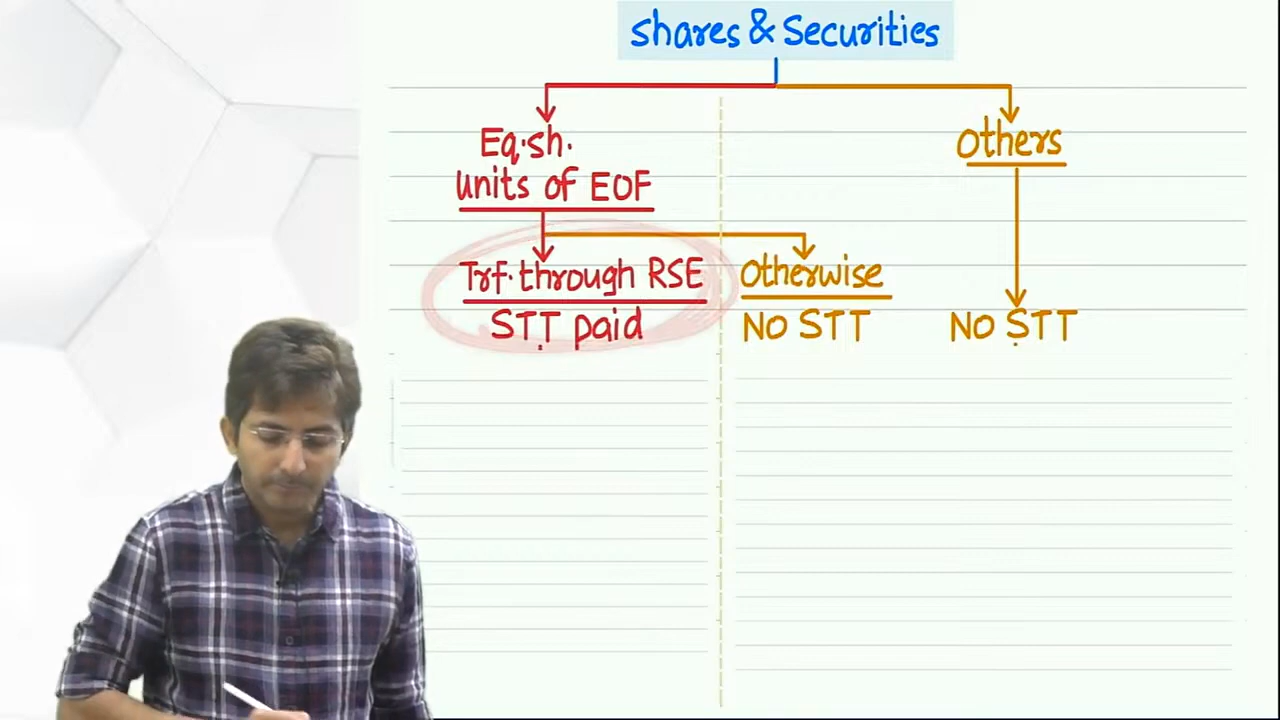 shares & Securities
Eq.sh.
units of EOF
Others
Trf. through RSE
Otherwise
STT paid
NO STT
NO STT